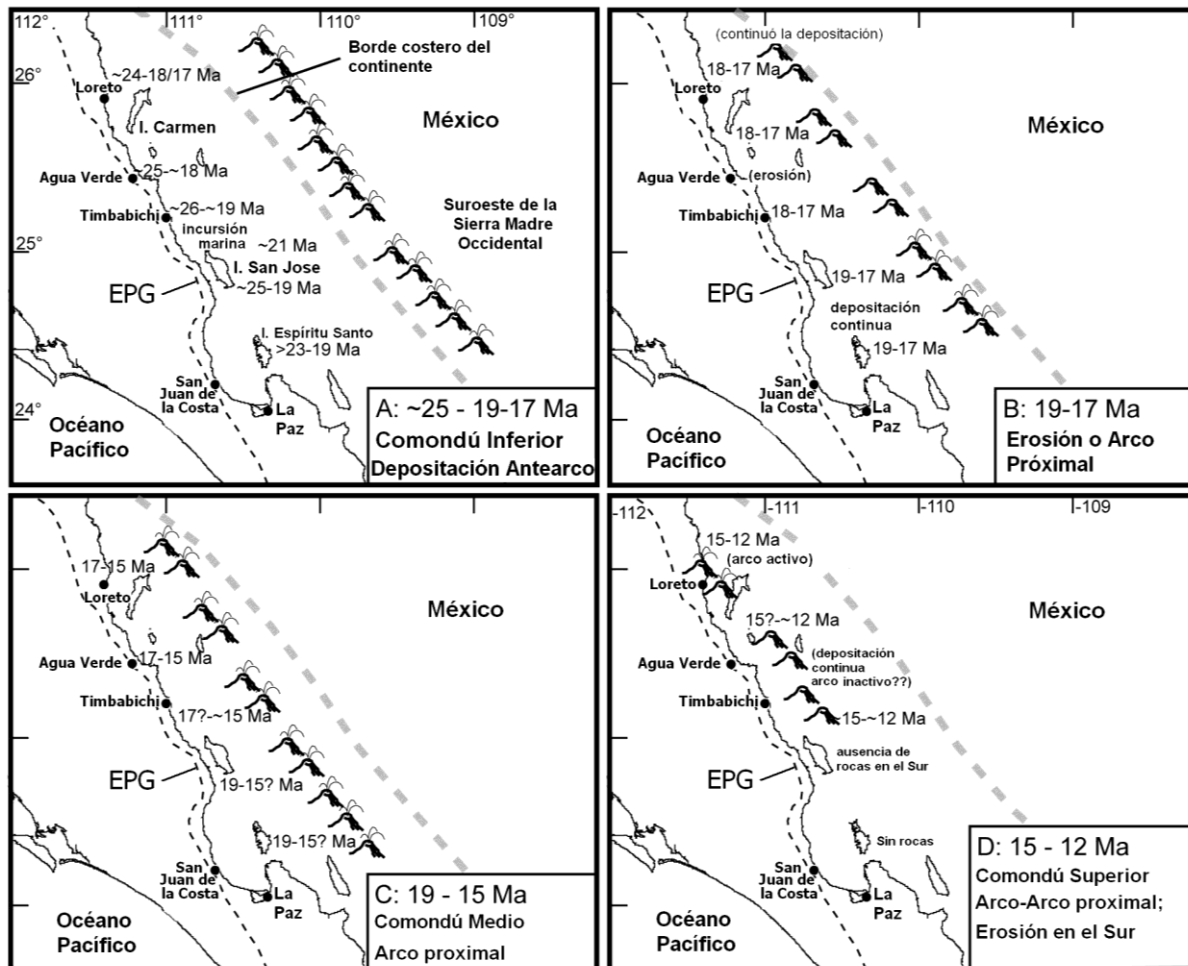 112°
111°
110°
109°
26°
25°
24°
~24-18/17 Ma
Loreto
I. Carmen
Borde costero del
continente
México
Agua Verde
~25-~18 Ma
Timbabichi
~26-~19 Ma
incursión
marina
~21 Ma
I. San Jose
~25-19 Ma
EPG
Suroeste de la
Sierra Madre
Occidental
I. Espíritu Santo
>23-19 Ma
San
Juan de
la Costa
La
Paz
Océano
Pacífico
A: ~25 - 19-17 Ma
Comondú Inferior
Depositación Antearco
(continuó la depositación)
18-17 Ma
Loreto
18-17 Ma
México
Agua Verde
(erosión)
Timbabichi
18-17 Ma
19-17 Ma
EPG
depositación
continua
19-17 Ma
San
Juan de
la Costa
La
Paz
Océano
Pacífico
B: 19-17 Ma
Erosión o Arco
Próximal
17-15 Ma
Loreto
México
Agua Verde
17-15 Ma
Timbabichi
17?-~15 Ma
EPG
19-15? Ma
19-15? Ma
San
Juan de
la Costa
La
Paz
Océano
Pacífico
C: 19 - 15 Ma
Comondú Medio
Arco proximal
-112
-111
-110
-109
15-12 Ma
(arco activo)
Loreto
México
15?-~12 Ma
Agua Verde
(depositación
continua
arco inactivo??)
Timbabichi
~15-~12 Ma
EPG
ausencia de
rocas en el Sur
Sin rocas
San
Juan de
la Costa
La
Paz
Océano
Pacífico
D: 15 - 12 Ma
Comondú Superior
Arco-Arco proximal;
Erosión en el Sur